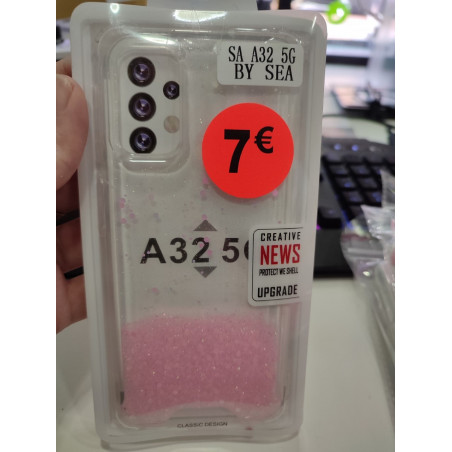 SA A32 5G
BY SEA
7€
A32 5G
CREATIVE
NEWS
PROTECT WE SHELL
UPGRADE
CLASSIC DESIGN